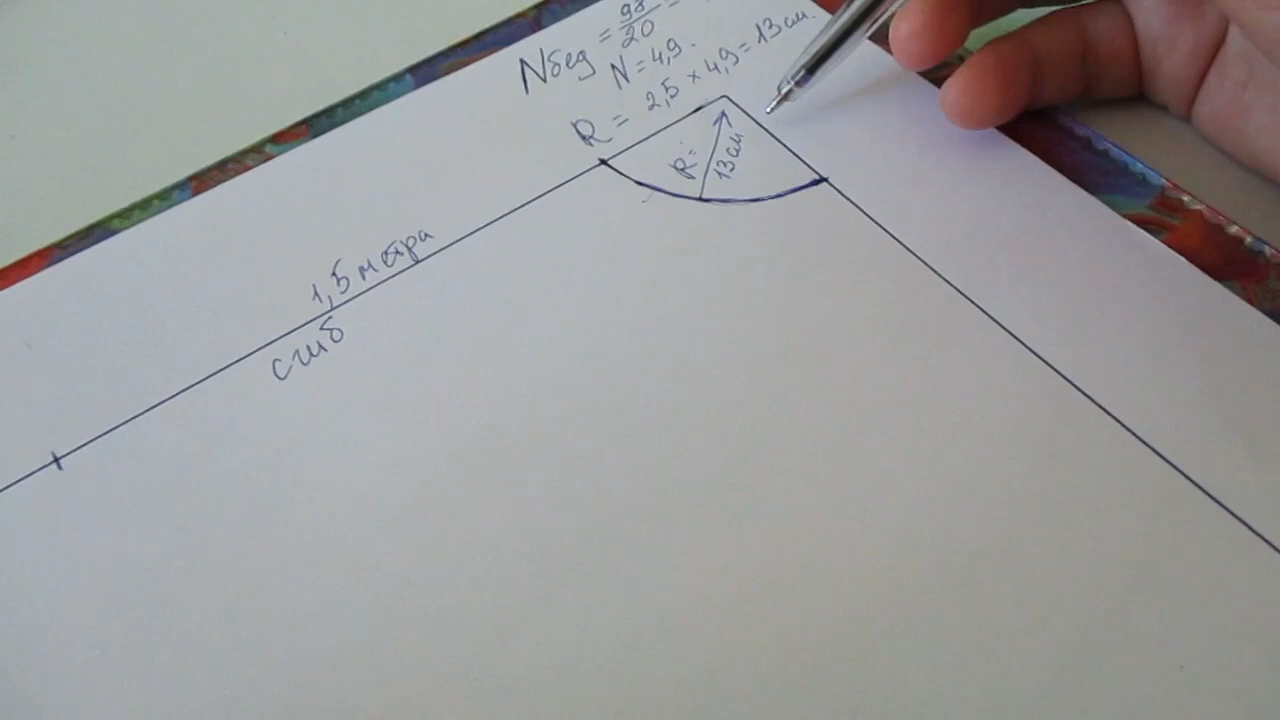 Nбед = 98/20 =
N = 4,9.
R = 2,5 × 4,9 = 13 см.
R = 13 см
1,5 метра
сгиб